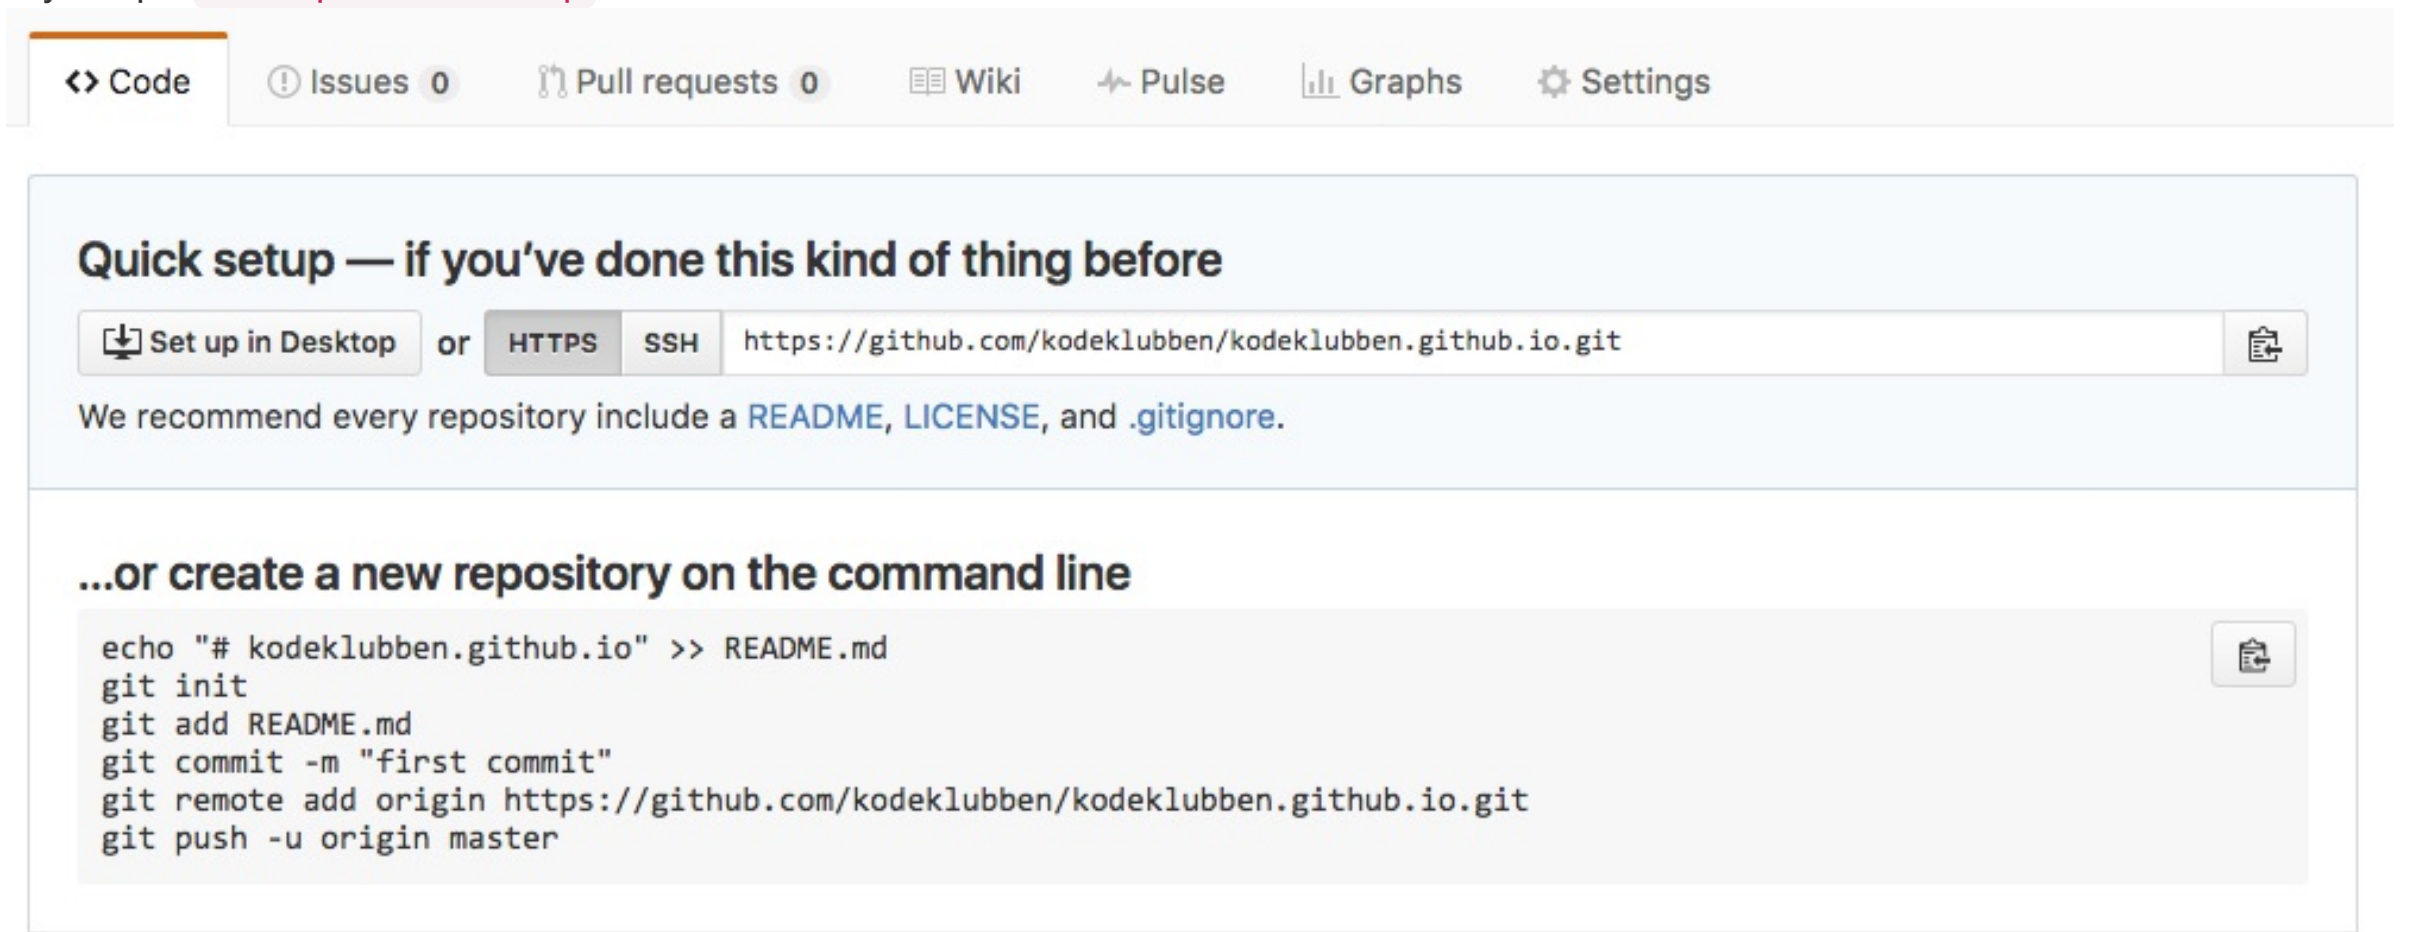 Code Issues 0 Pull requests 0 Wiki Pulse Graphs Settings
Quick setup — if you’ve done this kind of thing before
Set up in Desktop or HTTPS SSH https://github.com/kodeklubben/kodeklubben.github.io.git
We recommend every repository include a README, LICENSE, and .gitignore.
...or create a new repository on the command line
echo "# kodeklubben.github.io" >> README.md
git init
git add README.md
git commit -m "first commit"
git remote add origin https://github.com/kodeklubben/kodeklubben.github.io.git
git push -u origin master